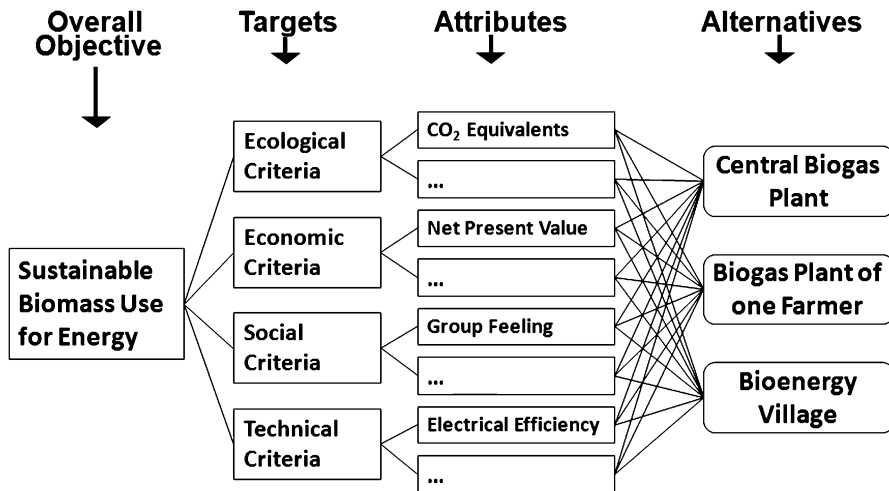 Overall
Objective
Targets
Attributes
Alternatives
Sustainable
Biomass Use
for Energy
Ecological
Criteria
Economic
Criteria
Social
Criteria
Technical
Criteria
CO₂ Equivalents
...
Net Present Value
...
Group Feeling
...
Electrical Efficiency
...
Central Biogas
Plant
Biogas Plant of
one Farmer
Bioenergy
Village